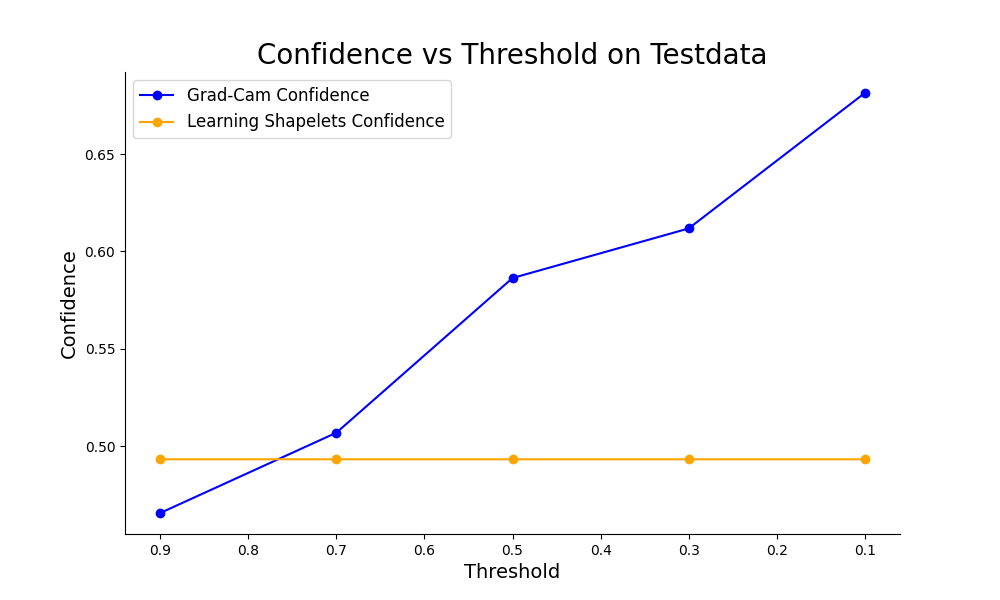 Confidence vs Threshold on Testdata
Grad-Cam Confidence
Learning Shapelets Confidence
Confidence
0.65
0.60
0.55
0.50
0.9 0.8 0.7 0.6 0.5 0.4 0.3 0.2 0.1
Threshold